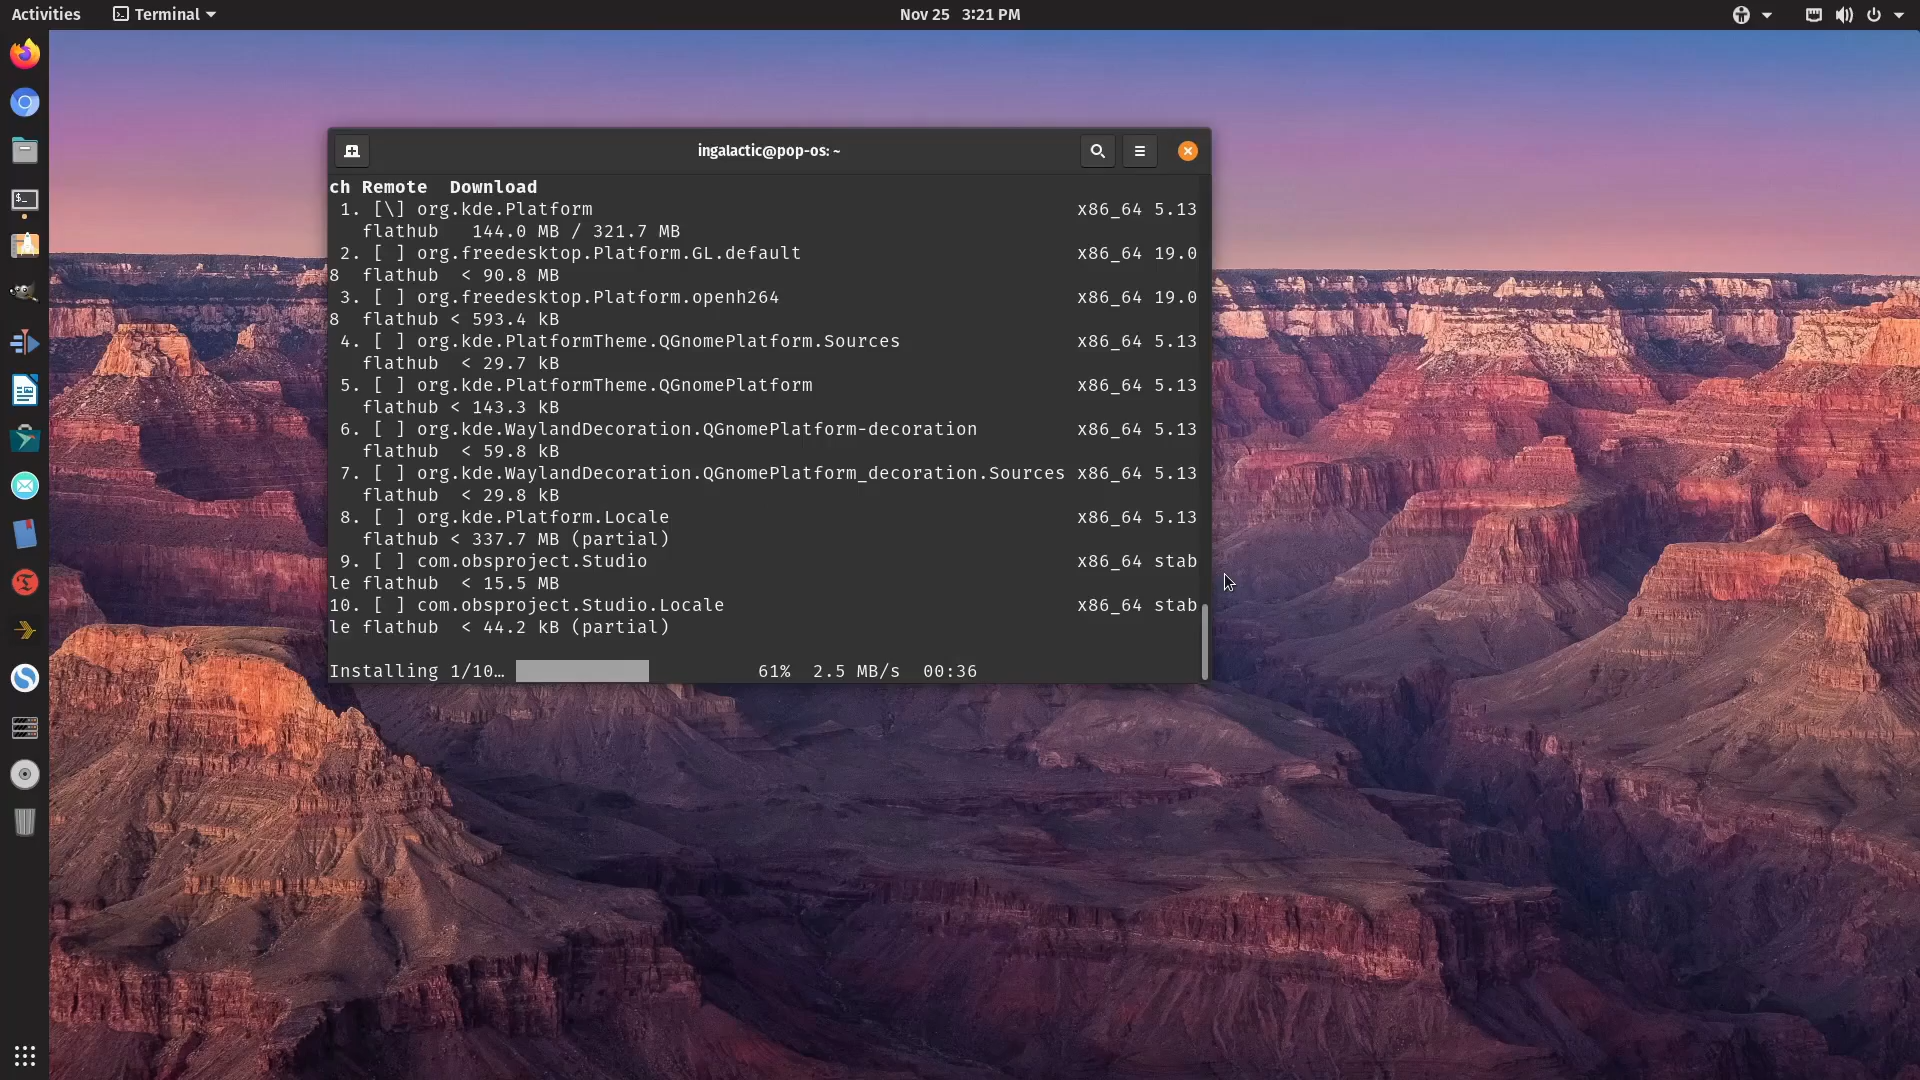 Activities Terminal Nov 25 3:21 PM
ingalactic@pop-os: ~
ch Remote Download
1. [\] org.kde.Platform x86_64 5.13
flathub 144.0 MB / 321.7 MB
2. [ ] org.freedesktop.Platform.GL.default x86_64 19.0
8 flathub < 90.8 MB
3. [ ] org.freedesktop.Platform.openh264 x86_64 19.0
8 flathub < 593.4 kB
4. [ ] org.kde.PlatformTheme.QGnomePlatform.Sources x86_64 5.13
flathub < 29.7 kB
5. [ ] org.kde.PlatformTheme.QGnomePlatform x86_64 5.13
flathub < 143.3 kB
6. [ ] org.kde.WaylandDecoration.QGnomePlatform-decoration x86_64 5.13
flathub < 59.8 kB
7. [ ] org.kde.WaylandDecoration.QGnomePlatform_decoration.Sources x86_64 5.13
flathub < 29.8 kB
8. [ ] org.kde.Platform.Locale x86_64 5.13
flathub < 337.7 MB (partial)
9. [ ] com.obsproject.Studio x86_64 stab
le flathub < 15.5 MB
10. [ ] com.obsproject.Studio.Locale x86_64 stab
le flathub < 44.2 kB (partial)
Installing 1/10… 61% 2.5 MB/s 00:36